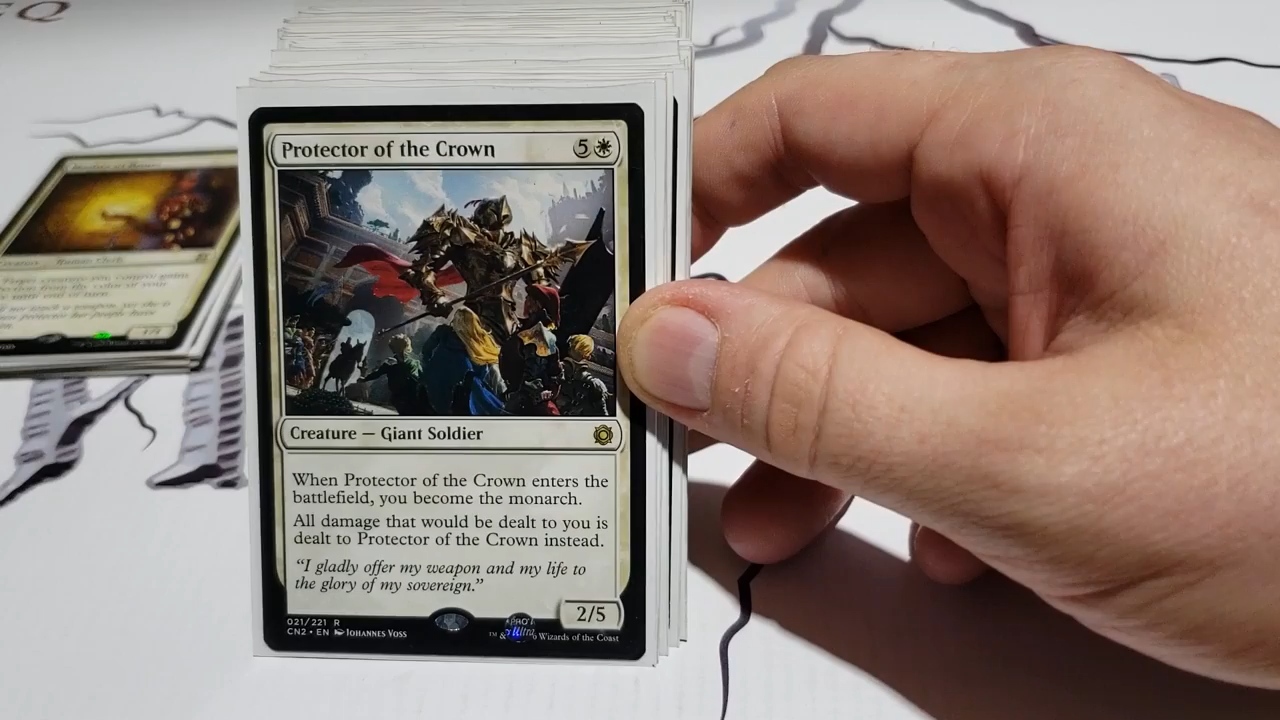 EQ
Protector of the Crown 5
Creature — Giant Soldier
When Protector of the Crown enters the
battlefield, you become the monarch.
All damage that would be dealt to you is
dealt to Protector of the Crown instead.
“I gladly offer my weapon and my life to
the glory of my sovereign.”
2/5
021/221 R
CN2 • EN Johannes Voss
™ & Wizards of the Coast